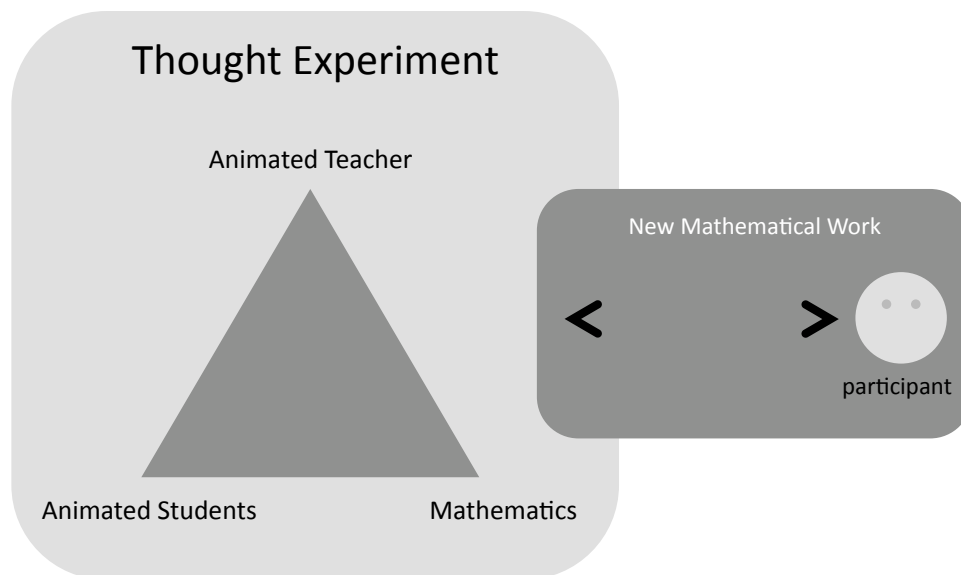 Thought Experiment
Animated Teacher
New Mathematical Work
< >
participant
Animated Students
Mathematics